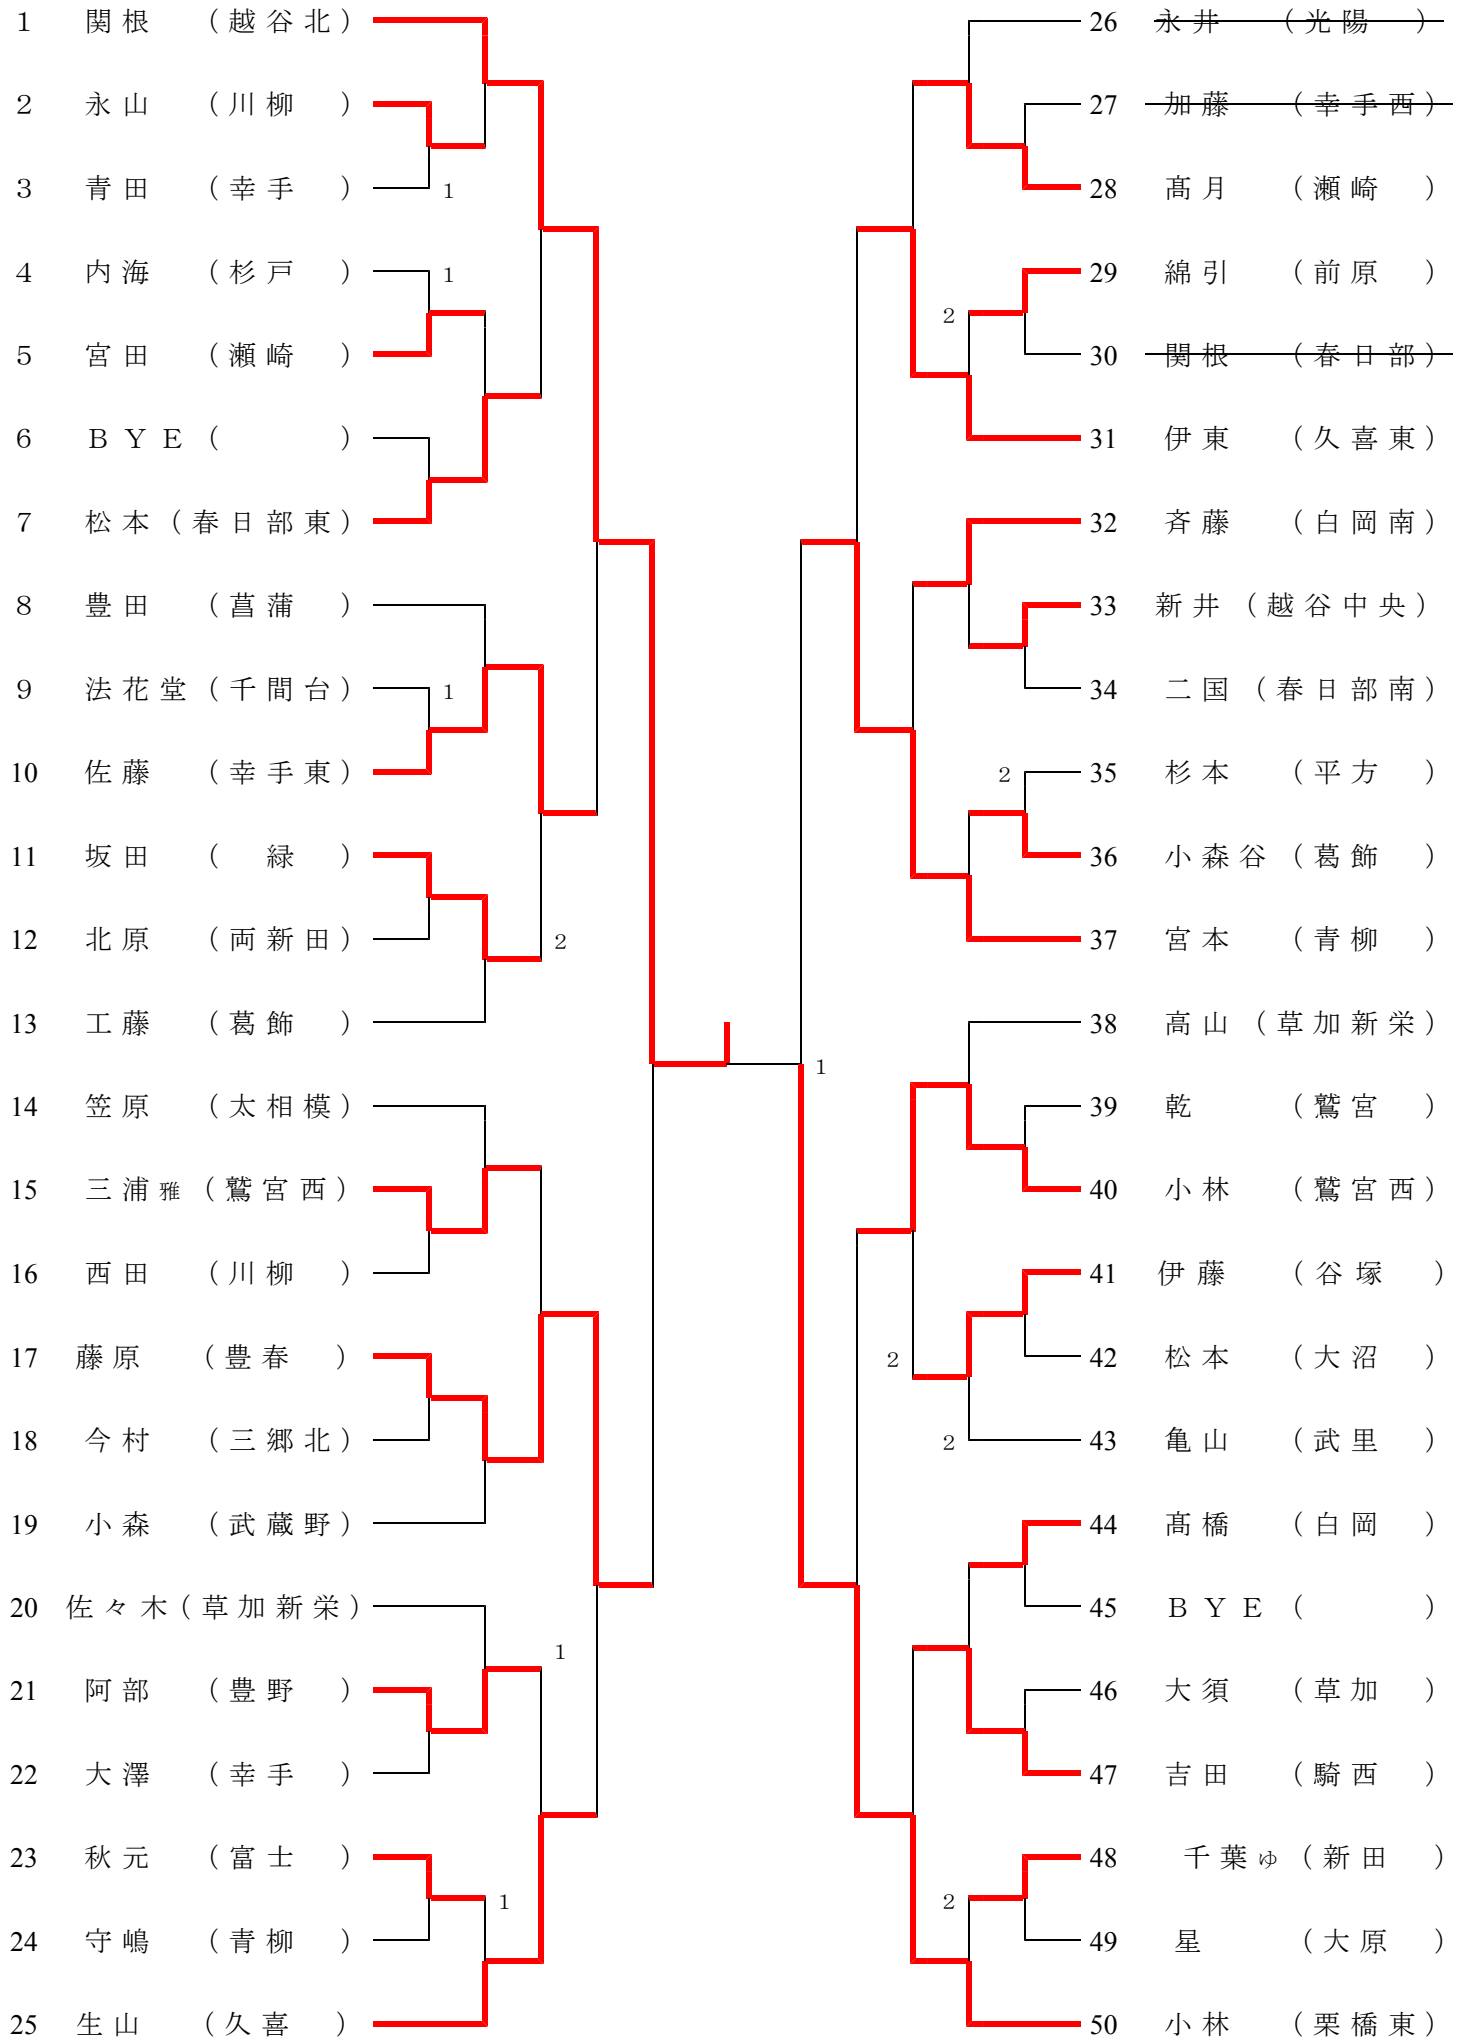 1 関根 (越谷北)
2 永山 (川柳 )
3 青田 (幸手 ) 1
4 内海 (杉戸 ) 1
5 宮田 (瀬崎 )
6 BYE ( )
7 松本 (春日部東)
8 豊田 (菖蒲 )
9 法花堂 (千間台) 1
10 佐藤 (幸手東)
11 坂田 ( 緑 )
12 北原 (両新田) 2
13 工藤 (葛飾 )
14 笠原 (太相模)
15 三浦雅 (鷲宮西)
16 西田 (川柳 )
17 藤原 (豊春 )
18 今村 (三郷北)
19 小森 (武蔵野)
20 佐々木 (草加新栄)
1
21 阿部 (豊野 )
22 大澤 (幸手 )
23 秋元 (富士 )
1
24 守嶋 (青柳 )
25 生山 (久喜 )
26 永井 (光陽 )
27 加藤 (幸手西)
28 髙月 (瀬崎 )
29 綿引 (前原 )
2
30 関根 (春日部)
31 伊東 (久喜東)
32 斉藤 (白岡南)
33 新井 (越谷中央)
34 二国 (春日部南)
2 35 杉本 (平方 )
36 小森谷 (葛飾 )
37 宮本 (青柳 )
38 高山 (草加新栄)
1
39 乾 (鷲宮 )
40 小林 (鷲宮西)
41 伊藤 (谷塚 )
2 42 松本 (大沼 )
2 43 亀山 (武里 )
44 髙橋 (白岡 )
45 BYE ( )
46 大須 (草加 )
47 吉田 (騎西 )
48 千葉ゆ (新田 )
2
49 星 (大原 )
50 小林 (栗橋東)